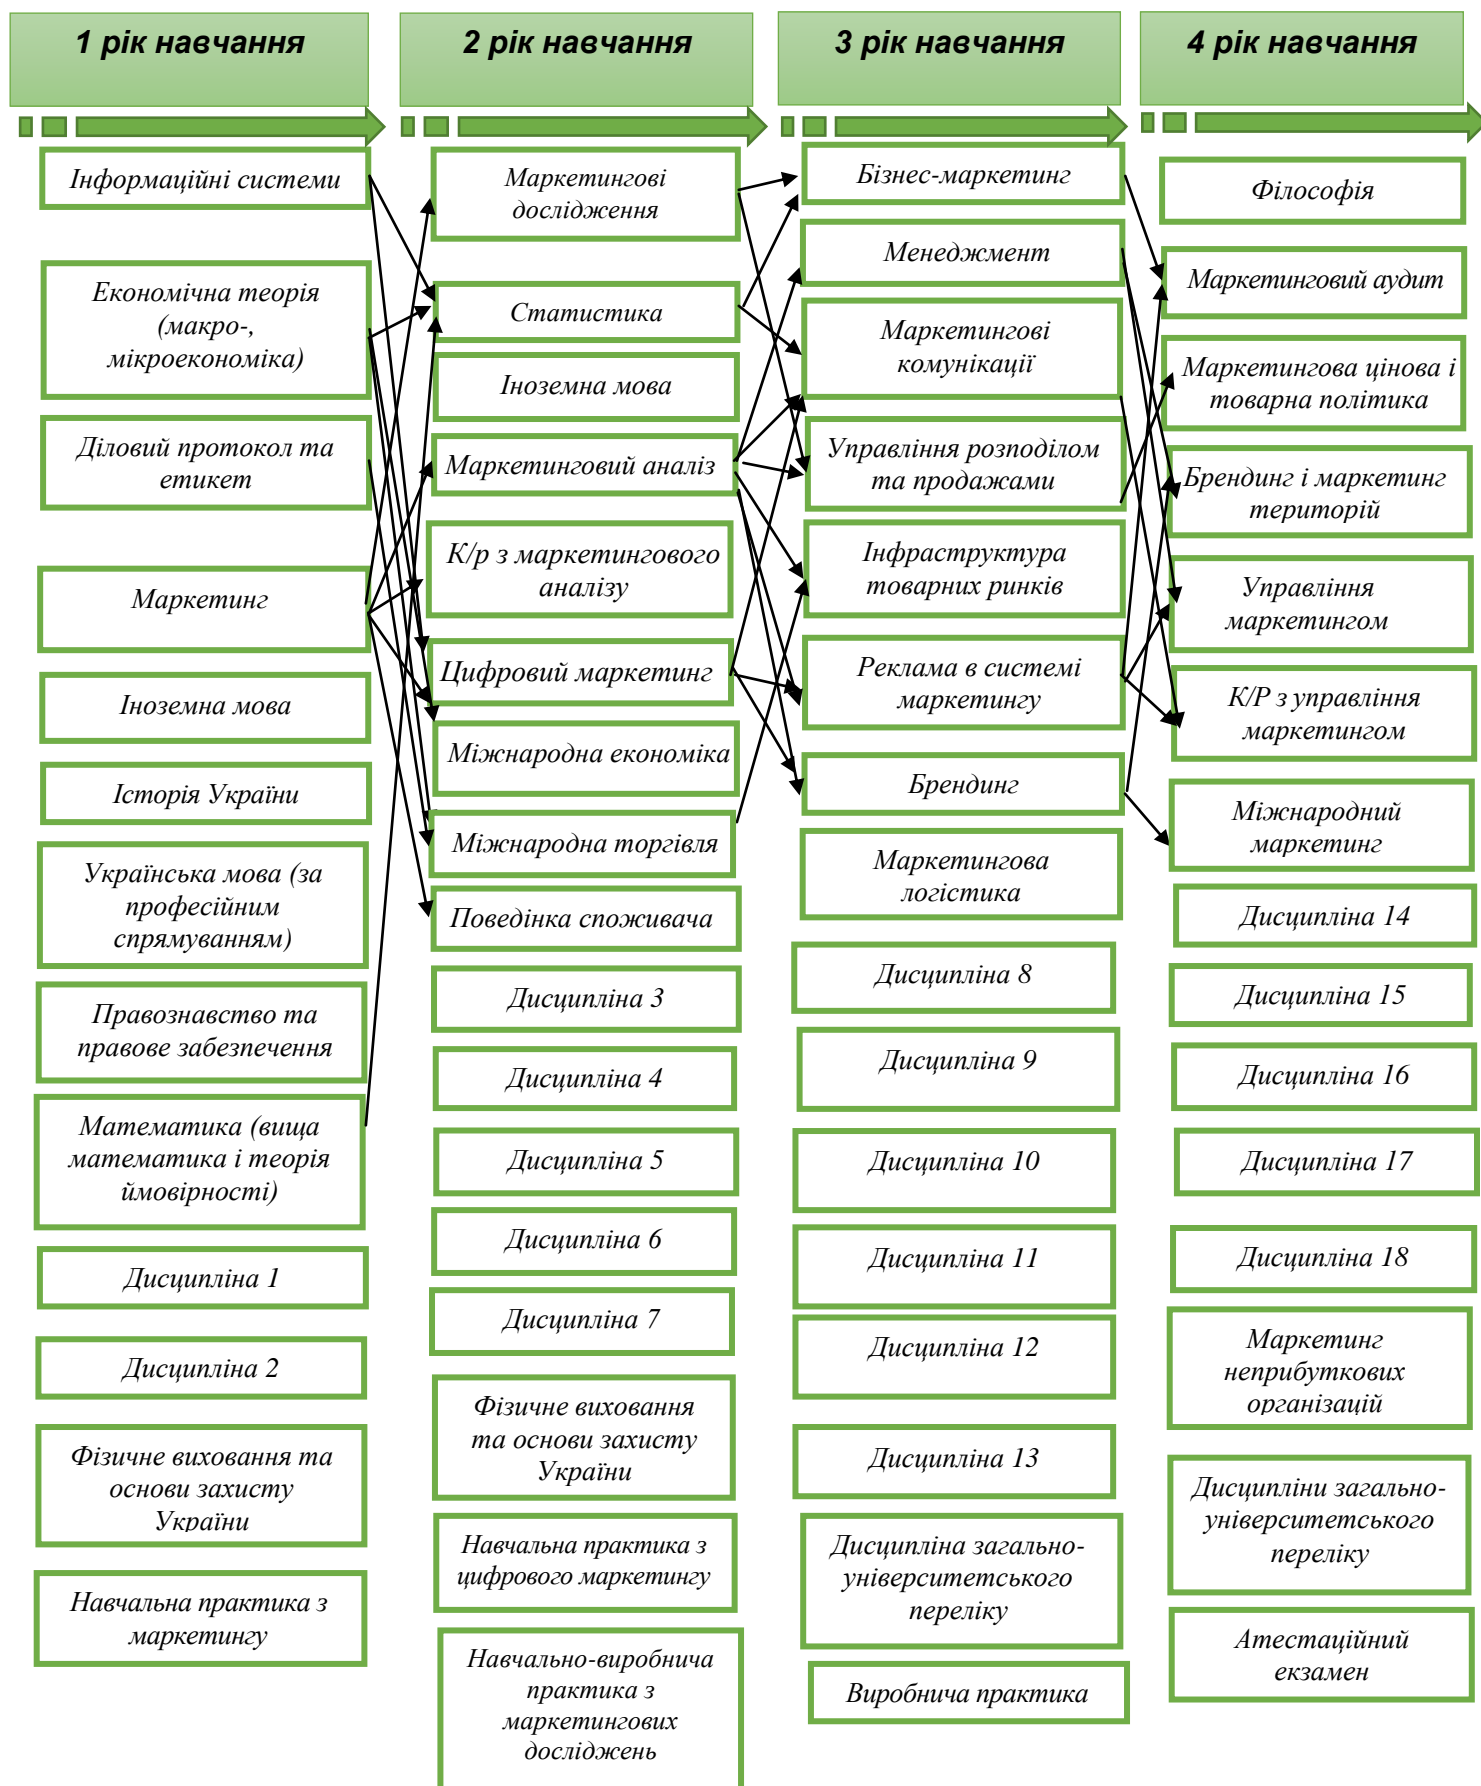 1 рік навчання
2 рік навчання
3 рік навчання
4 рік навчання
Інформаційні системи
Економічна теорія
(макро-,
мікроекономіка)
Діловий протокол та
етикет
Маркетинг
Іноземна мова
Історія України
Українська мова (за
професійним
спрямуванням)
Правознавство та
правове забезпечення
Математика (вища
математика і теорія
ймовірності)
Дисципліна 1
Дисципліна 2
Фізичне виховання та
основи захисту
України
Навчальна практика з
маркетингу
Маркетингові
дослідження
Статистика
Іноземна мова
Маркетинговий аналіз
К/р з маркетингового
аналізу
Цифровий маркетинг
Міжнародна економіка
Міжнародна торгівля
Поведінка споживача
Дисципліна 3
Дисципліна 4
Дисципліна 5
Дисципліна 6
Дисципліна 7
Фізичне виховання
та основи захисту
України
Навчальна практика з
цифрового маркетингу
Навчально-виробнича
практика з
маркетингових
досліджень
Бізнес-маркетинг
Менеджмент
Маркетингові
комунікації
Управління розподілом
та продажами
Інфраструктура
товарних ринків
Реклама в системі
маркетингу
Брендинг
Маркетингова
логістика
Дисципліна 8
Дисципліна 9
Дисципліна 10
Дисципліна 11
Дисципліна 12
Дисципліна 13
Дисципліна загально-
університетського
переліку
Виробнича практика
Філософія
Маркетинговий аудит
Маркетингова цінова і
товарна політика
Брендинг і маркетинг
територій
Управління
маркетингом
К/Р з управління
маркетингом
Міжнародний
маркетинг
Дисципліна 14
Дисципліна 15
Дисципліна 16
Дисципліна 17
Дисципліна 18
Маркетинг
неприбуткових
організацій
Дисципліни загально-
університетського
переліку
Атестаційний
екзамен